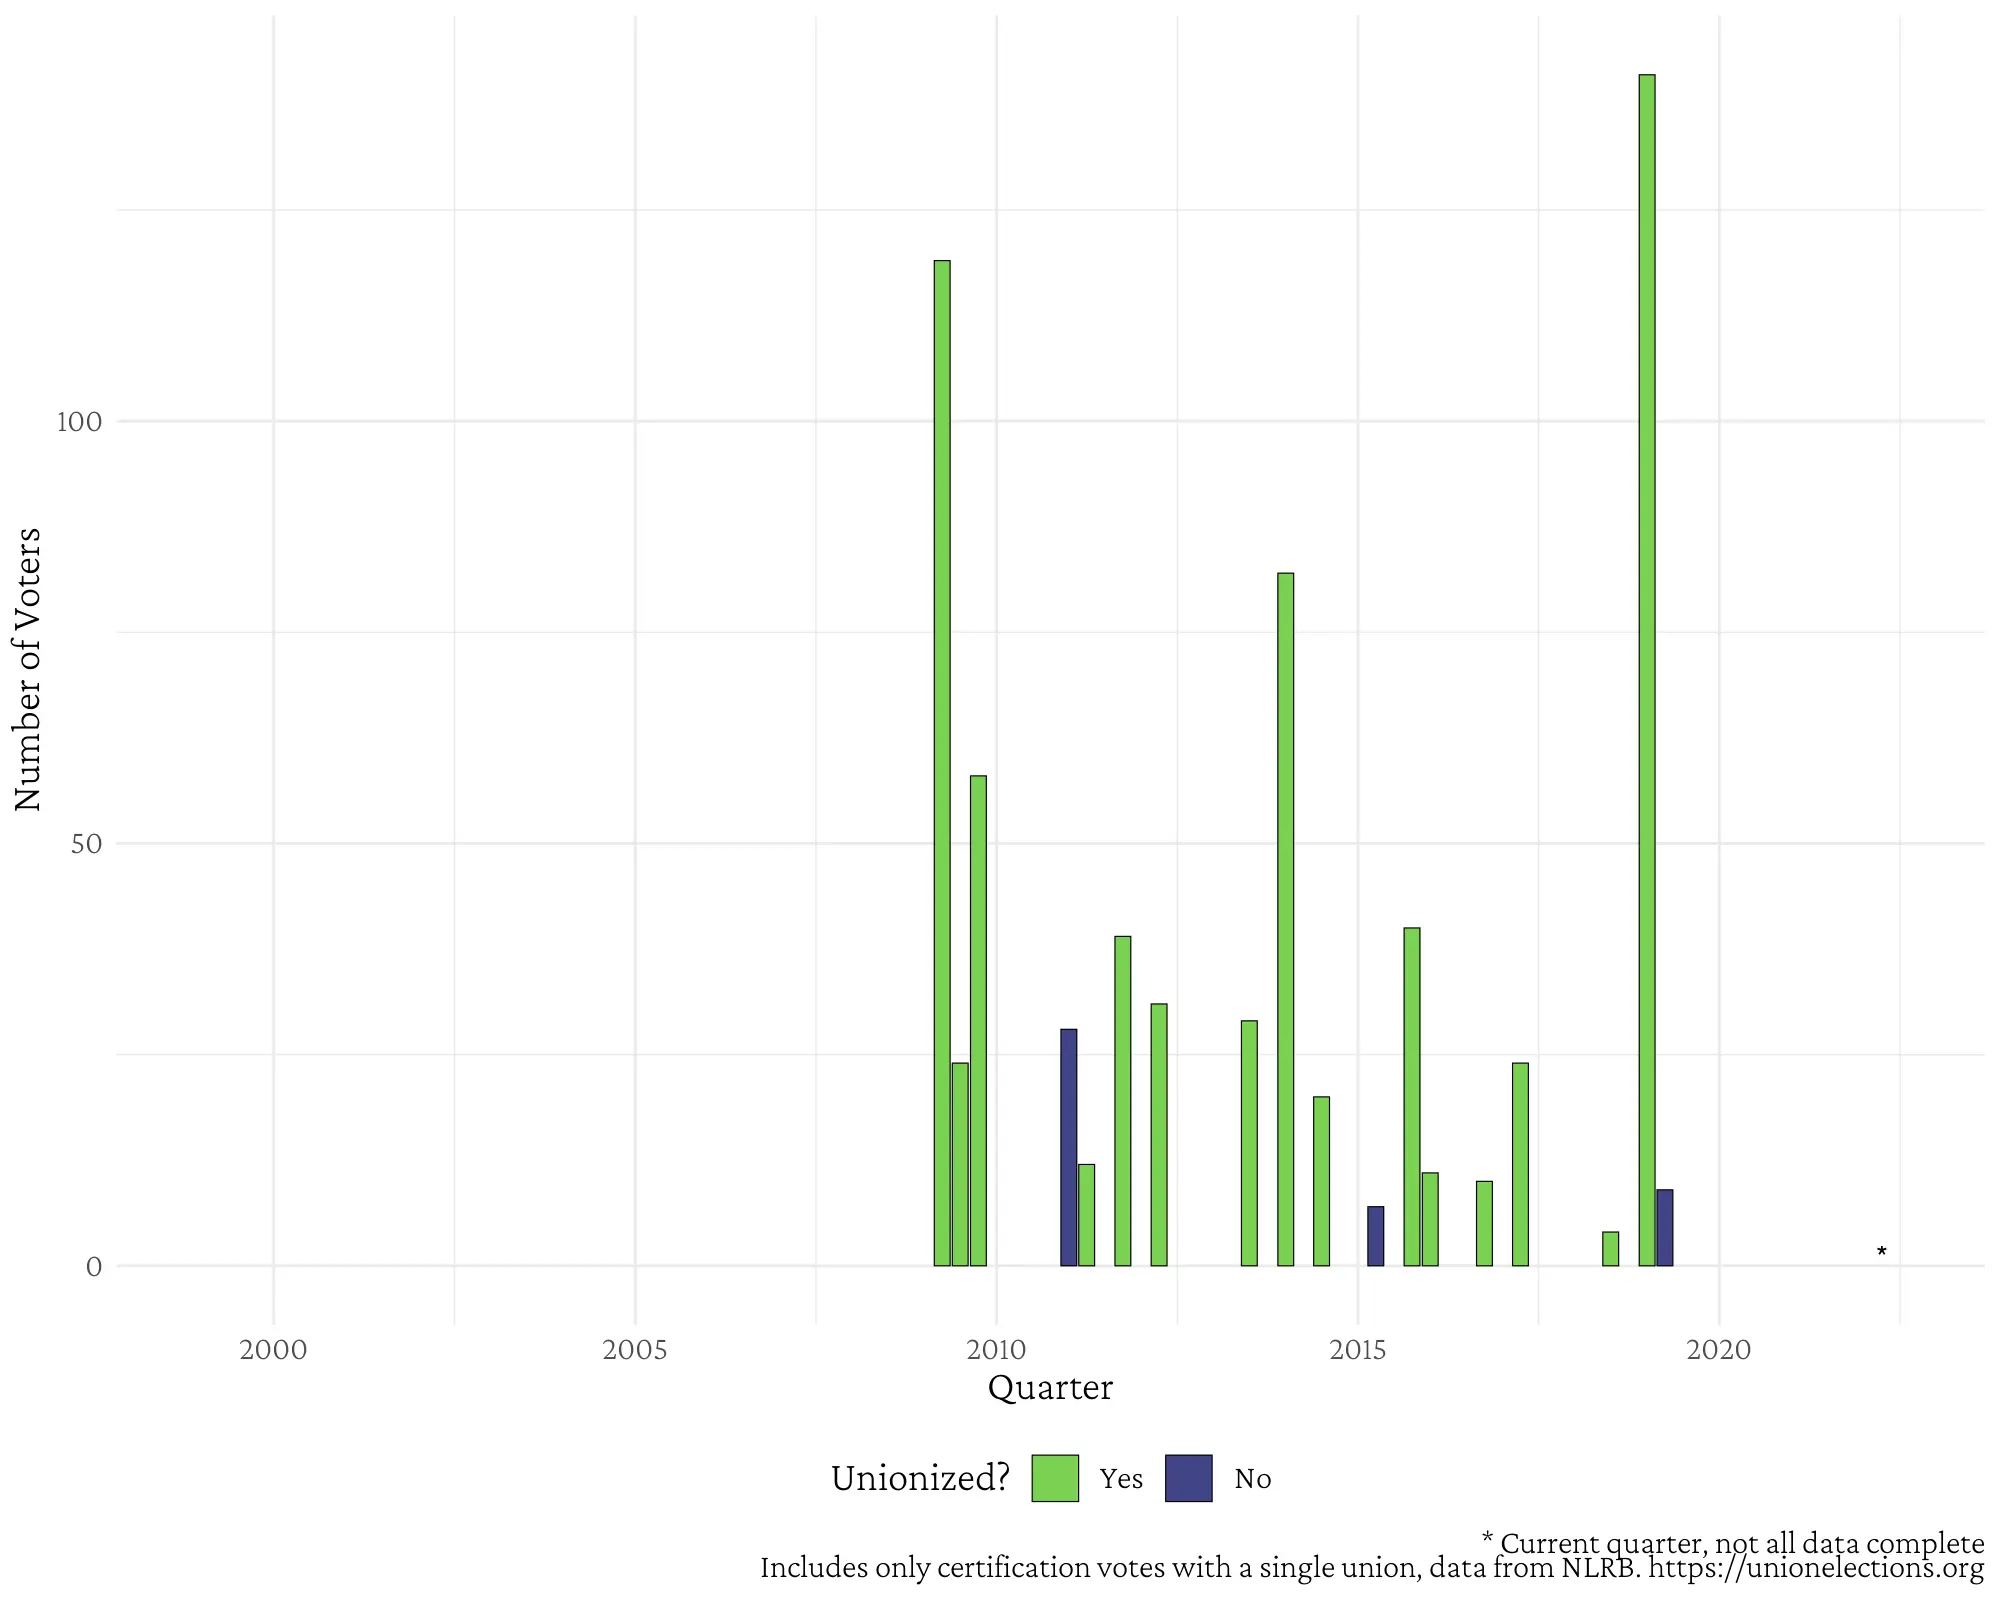 Number of Voters
100
50
0
*
2000 2005 2010 2015 2020
Quarter
Unionized? Yes No
* Current quarter, not all data complete
Includes only certification votes with a single union, data from NLRB. https://unionelections.org